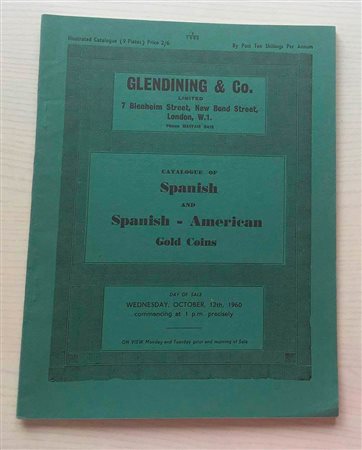 Illustrated Catalogue (9 Plates) Price 2/6
By Post Ten Shillings Per Annum
GLENDINING & Co.
LIMITED
7 Blenheim Street, New Bond Street,
London, W.1.
CATALOGUE OF
Spanish
AND
Spanish - American
Gold Coins
DAY OF SALE
WEDNESDAY, OCTOBER, 12th, 1960
commencing at 1 p.m. precisely
ON VIEW Monday and Tuesday prior and morning of Sale